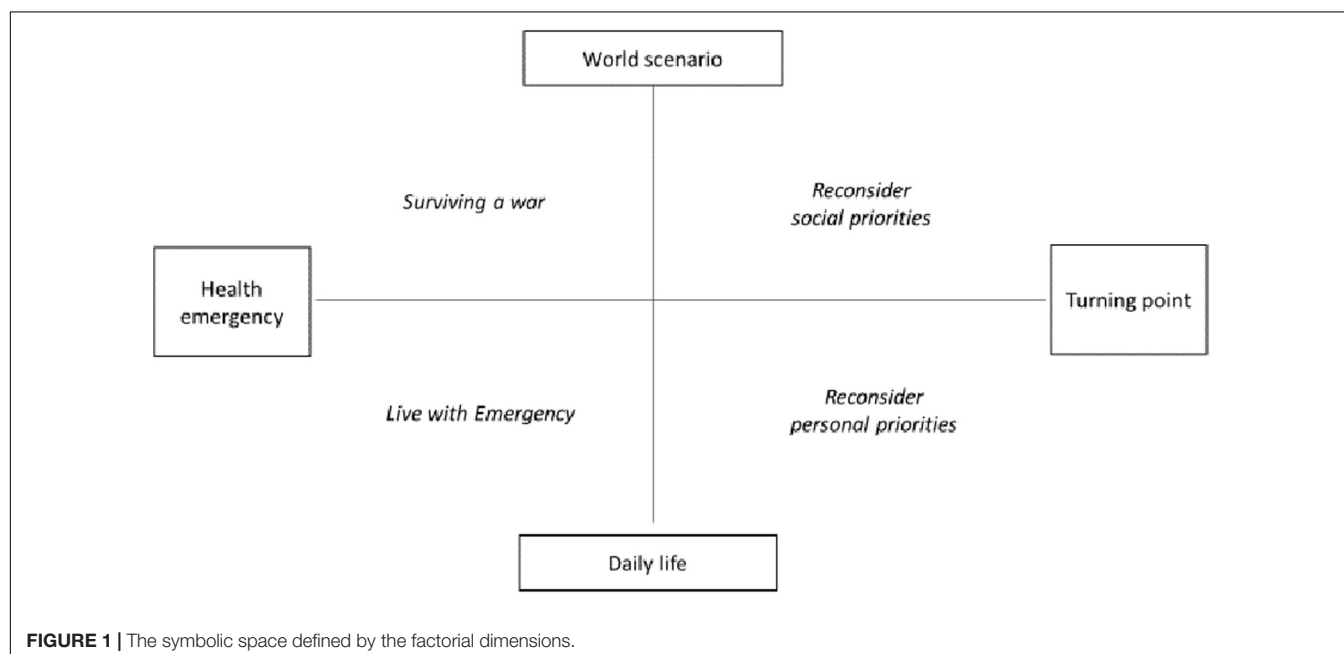 World scenario
Surviving a war
Reconsider
social priorities
Health
emergency
Turning point
Live with Emergency
Reconsider
personal priorities
Daily life
FIGURE 1 | The symbolic space defined by the factorial dimensions.